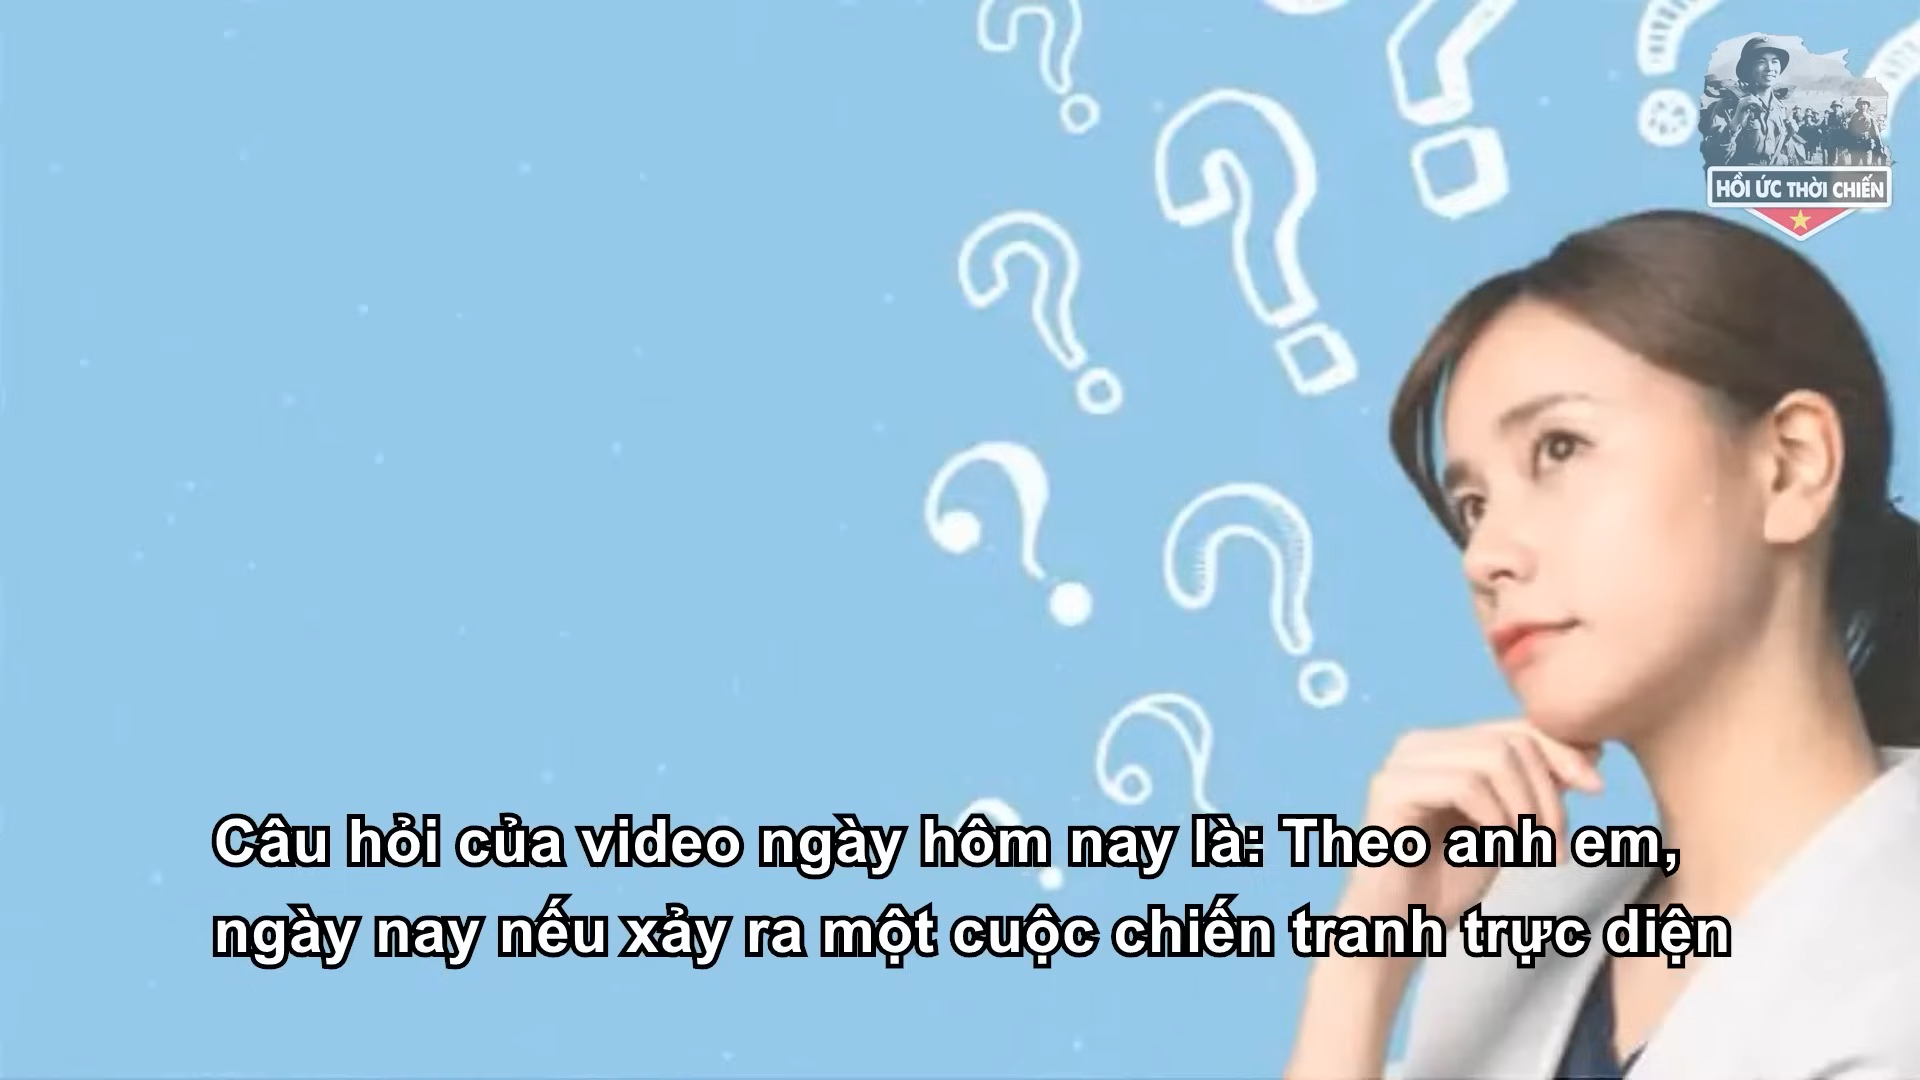 HỒI ỨC THỜI CHIẾN
Câu hỏi của video ngày hôm nay là: Theo anh em,
ngày nay nếu xảy ra một cuộc chiến tranh trực diện